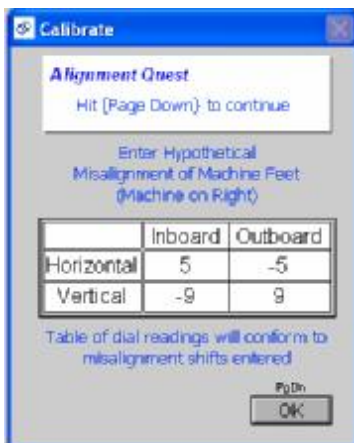 Calibrate
Alignment Quest
Hit {Page Down} to continue
Enter Hypothetical
Misalignment of Machine Feet
(Machine on Right)
Inboard Outboard
Horizontal 5 -5
Vertical -9 9
Table of dial readings will conform to
misalignment shifts entered
PgDn
OK